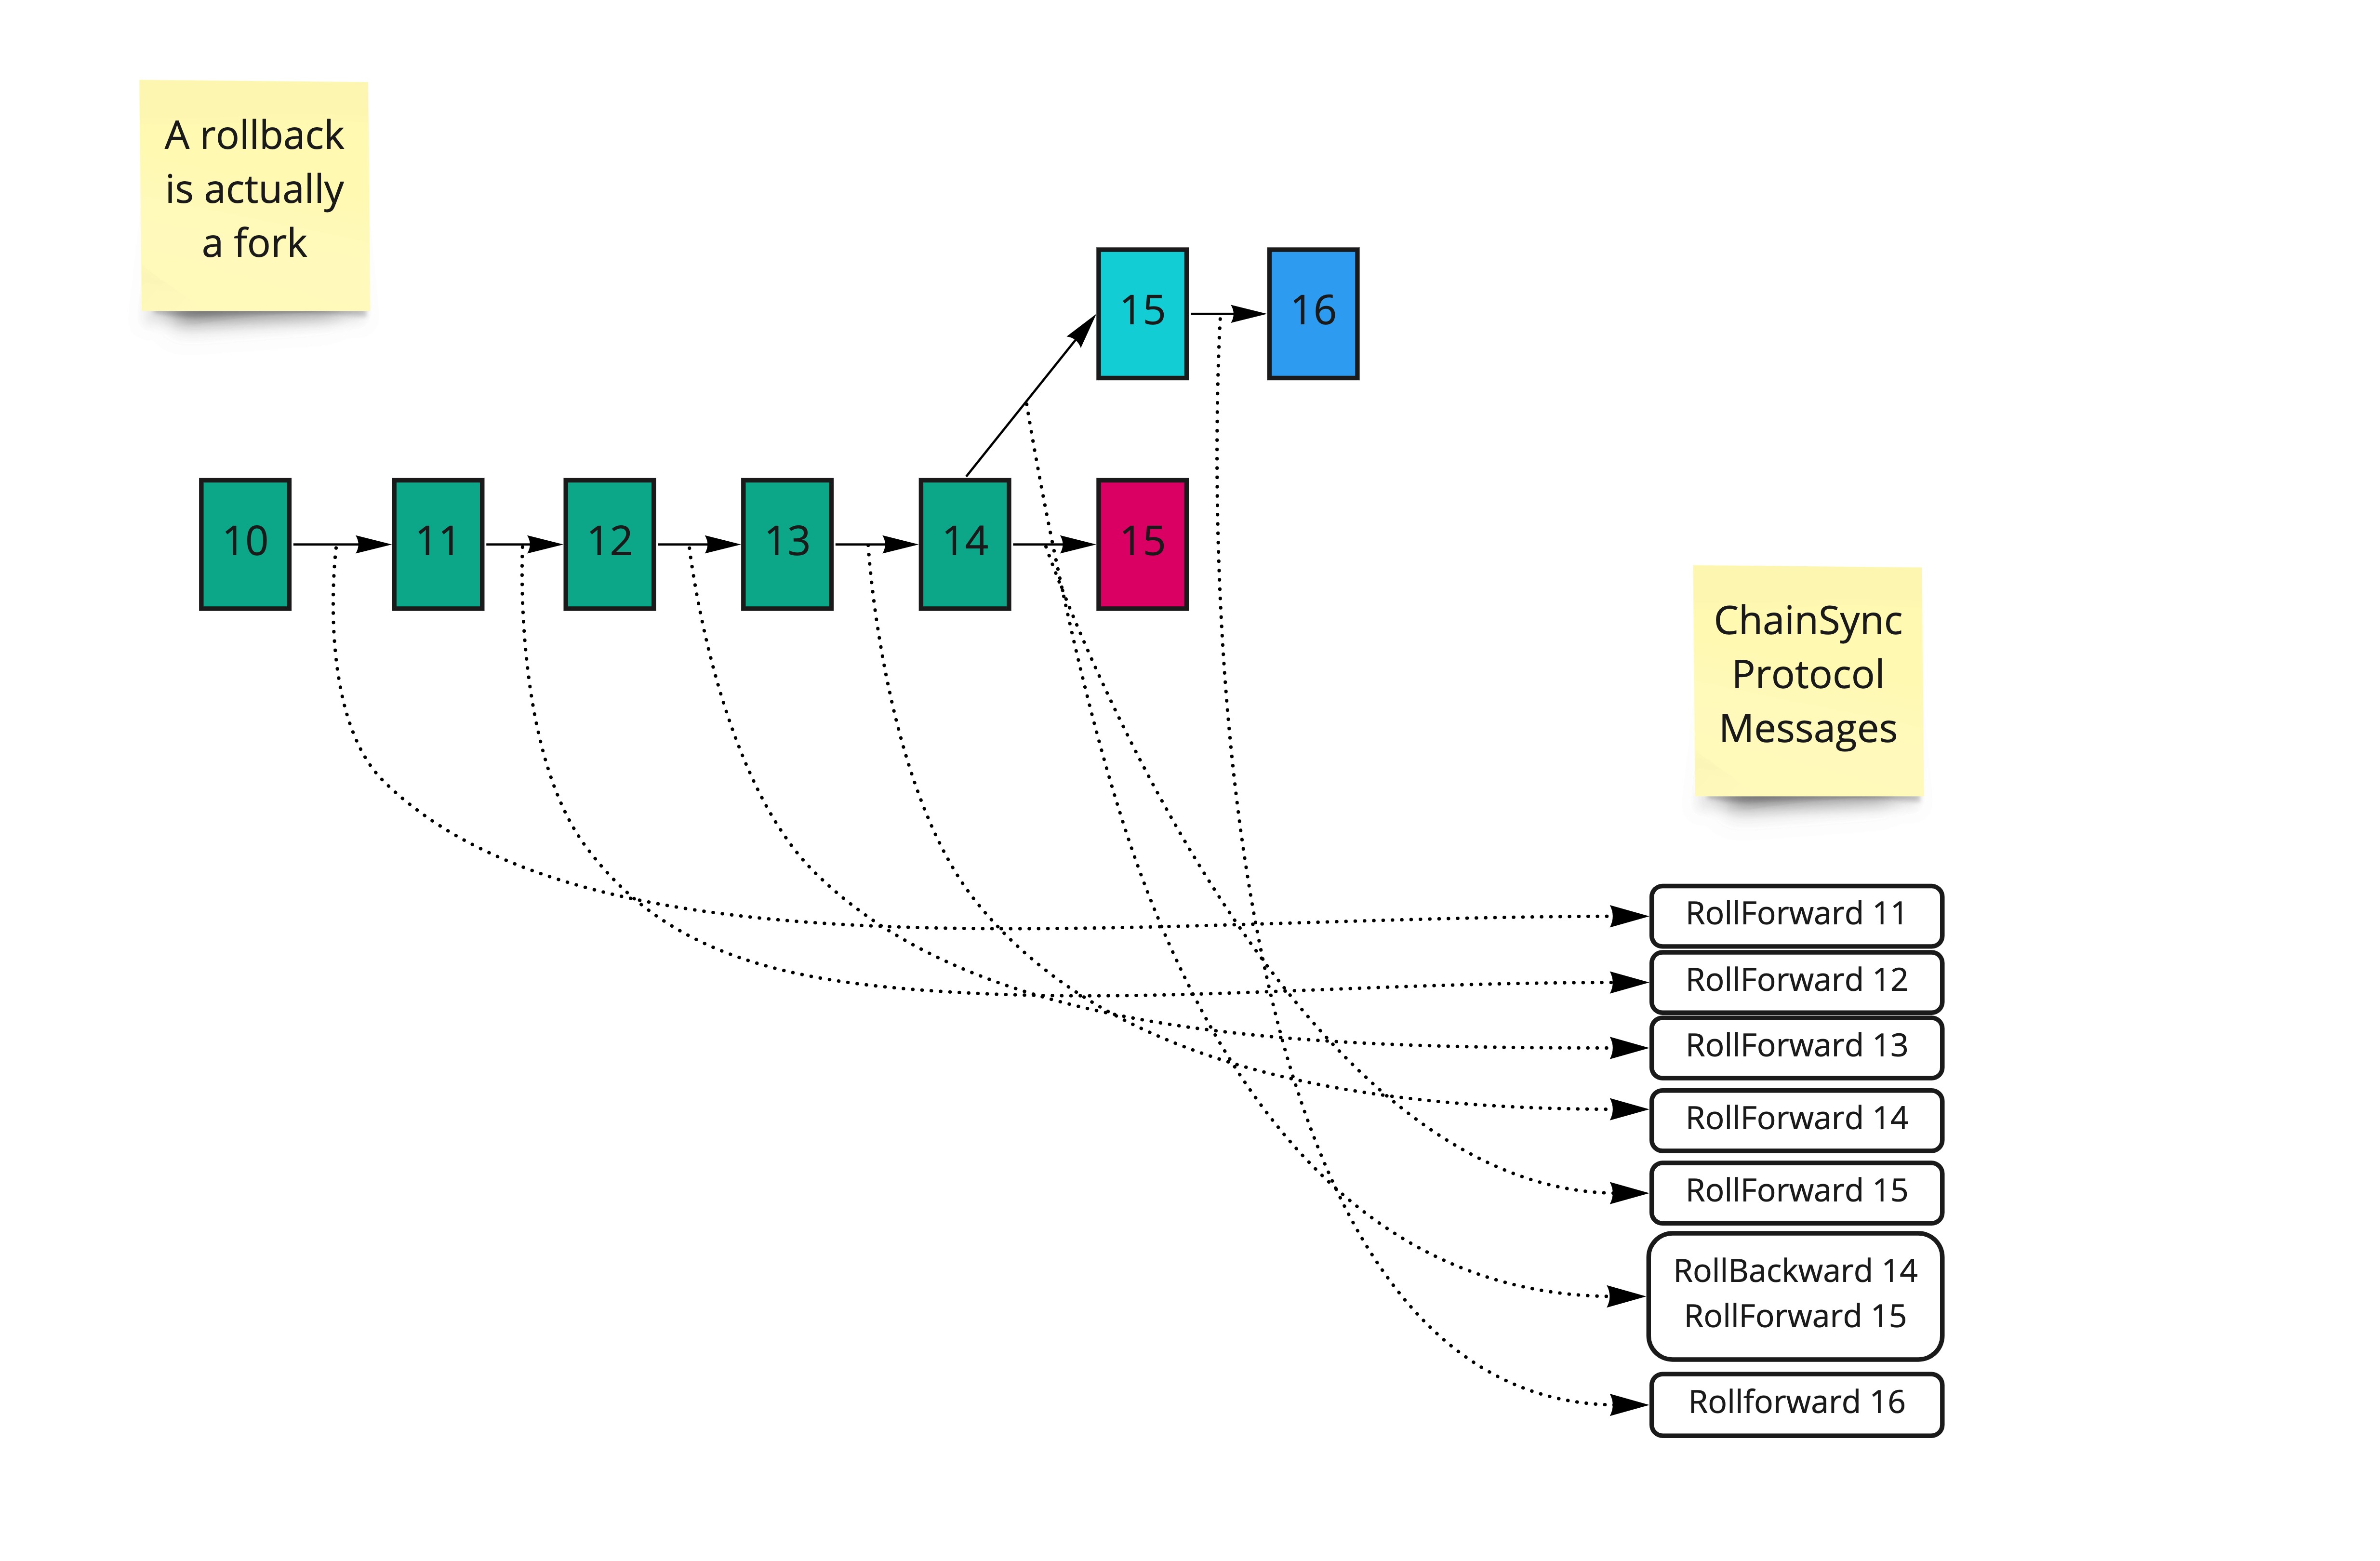 A rollback
is actually
a fork
15
16
10
11
12
13
14
15
ChainSync
Protocol
Messages
RollForward 11
RollForward 12
RollForward 13
RollForward 14
RollForward 15
RollBackward 14
RollForward 15
Rollforward 16